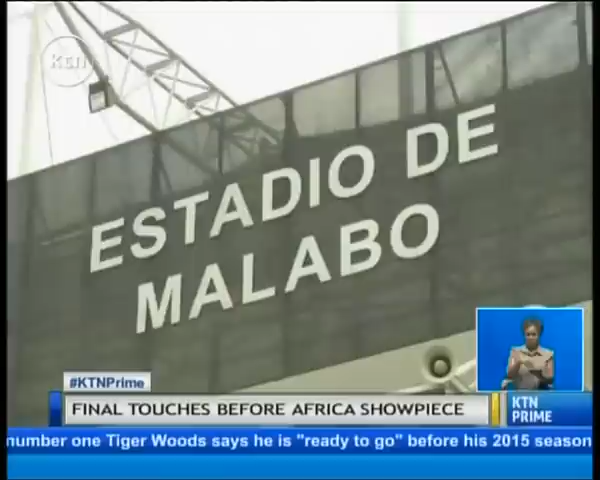 KTN
ESTADIO DE
MALABO
#KTNPrime
FINAL TOUCHES BEFORE AFRICA SHOWPIECE
KTN
PRIME
number one Tiger Woods says he is "ready to go" before his 2015 season